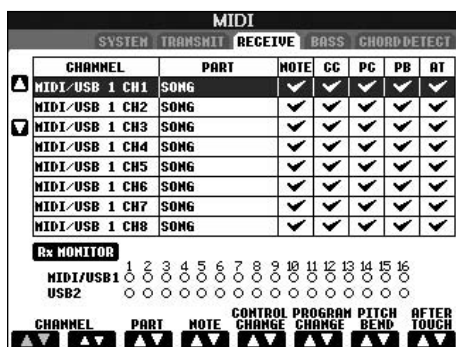 MIDI
SYSTEM TRANSMIT RECEIVE BASS CHORD DETECT
CHANNEL PART NOTE CC PC PB AT
MIDI/USB 1 CH1 SONG
MIDI/USB 1 CH2 SONG
MIDI/USB 1 CH3 SONG
MIDI/USB 1 CH4 SONG
MIDI/USB 1 CH5 SONG
MIDI/USB 1 CH6 SONG
MIDI/USB 1 CH7 SONG
MIDI/USB 1 CH8 SONG
Rx MONITOR
1 2 3 4 5 6 7 8 9 10 11 12 13 14 15 16
MIDI/USB1
USB2
CHANNEL PART NOTE CONTROL CHANGE PROGRAM CHANGE PITCH BEND AFTER TOUCH